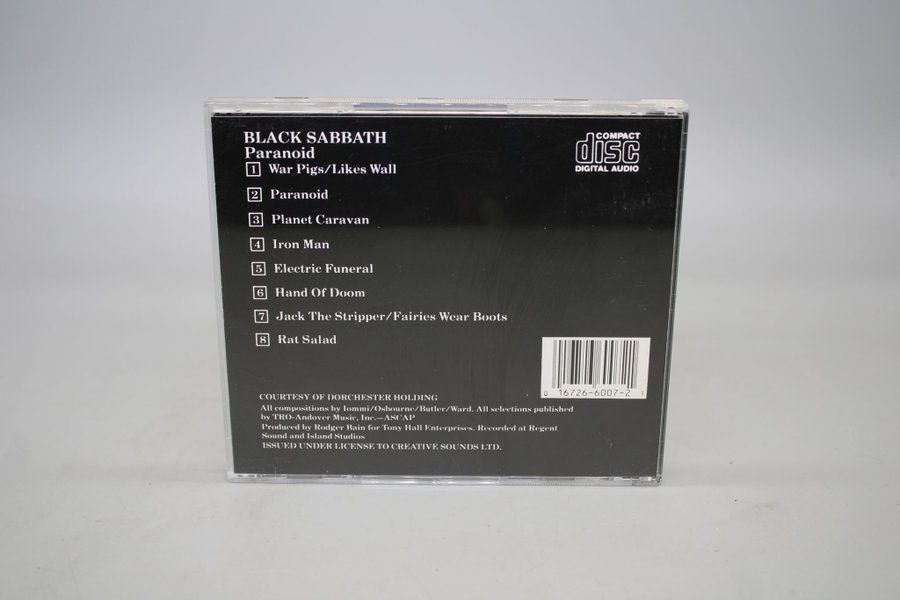 BLACK SABBATH
Paranoid
1 War Pigs/Likes Wall
2 Paranoid
3 Planet Caravan
4 Iron Man
5 Electric Funeral
6 Hand Of Doom
7 Jack The Stripper/Fairies Wear Boots
8 Rat Salad
COMPACT
disc
DIGITAL AUDIO
0 16726-6007-2 1
COURTESY OF DORCHESTER HOLDING
All compositions by Iommi/Osbourne/Butler/Ward. All selections published
by TRO-Andover Music, Inc.—ASCAP
Produced by Rodger Bain for Tony Hall Enterprises. Recorded at Regent
Sound and Island Studios
ISSUED UNDER LICENSE TO CREATIVE SOUNDS LTD.